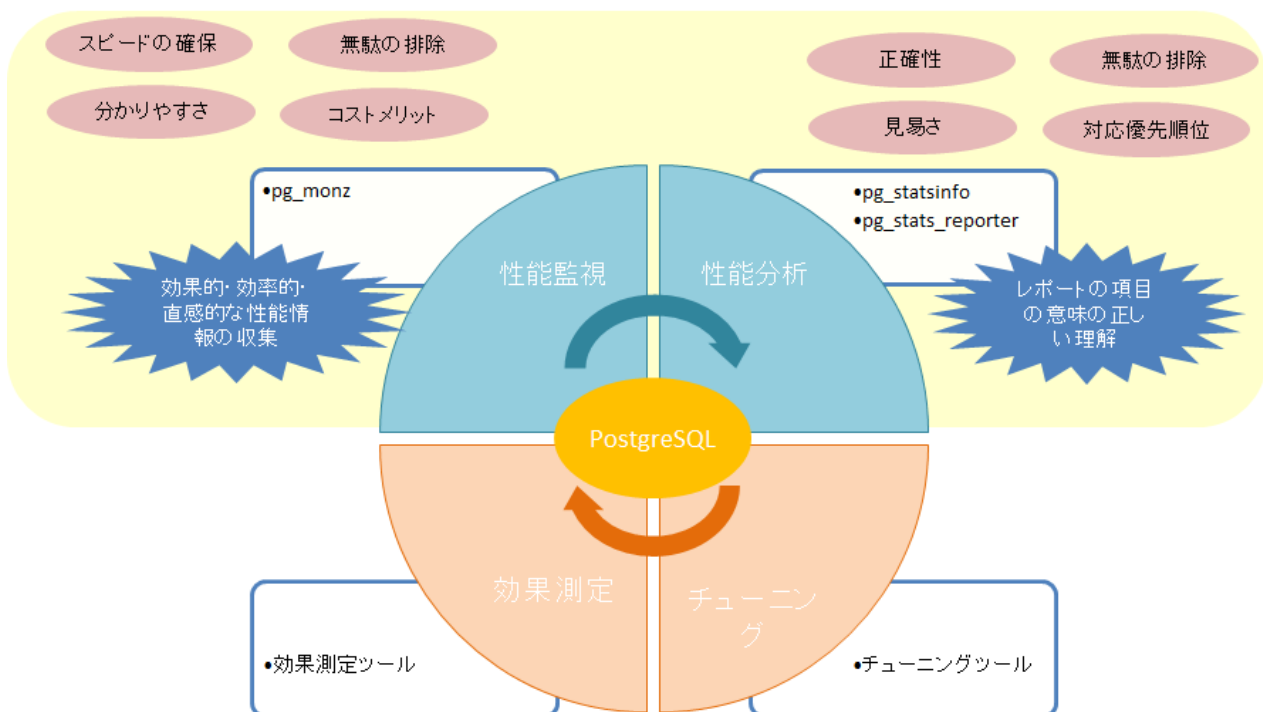 スピードの確保
無駄の排除
分かりやすさ
コストメリット
正確性
無駄の排除
見易さ
対応優先順位
•pg_monz
•pg_statsinfo
•pg_stats_reporter
効果的・効率的・
直感的な性能情
報の収集
性能監視
性能分析
レポートの項目
の意味の正し
い理解
PostgreSQL
効果測定
チューニン
グ
•効果測定ツール
•チューニングツール